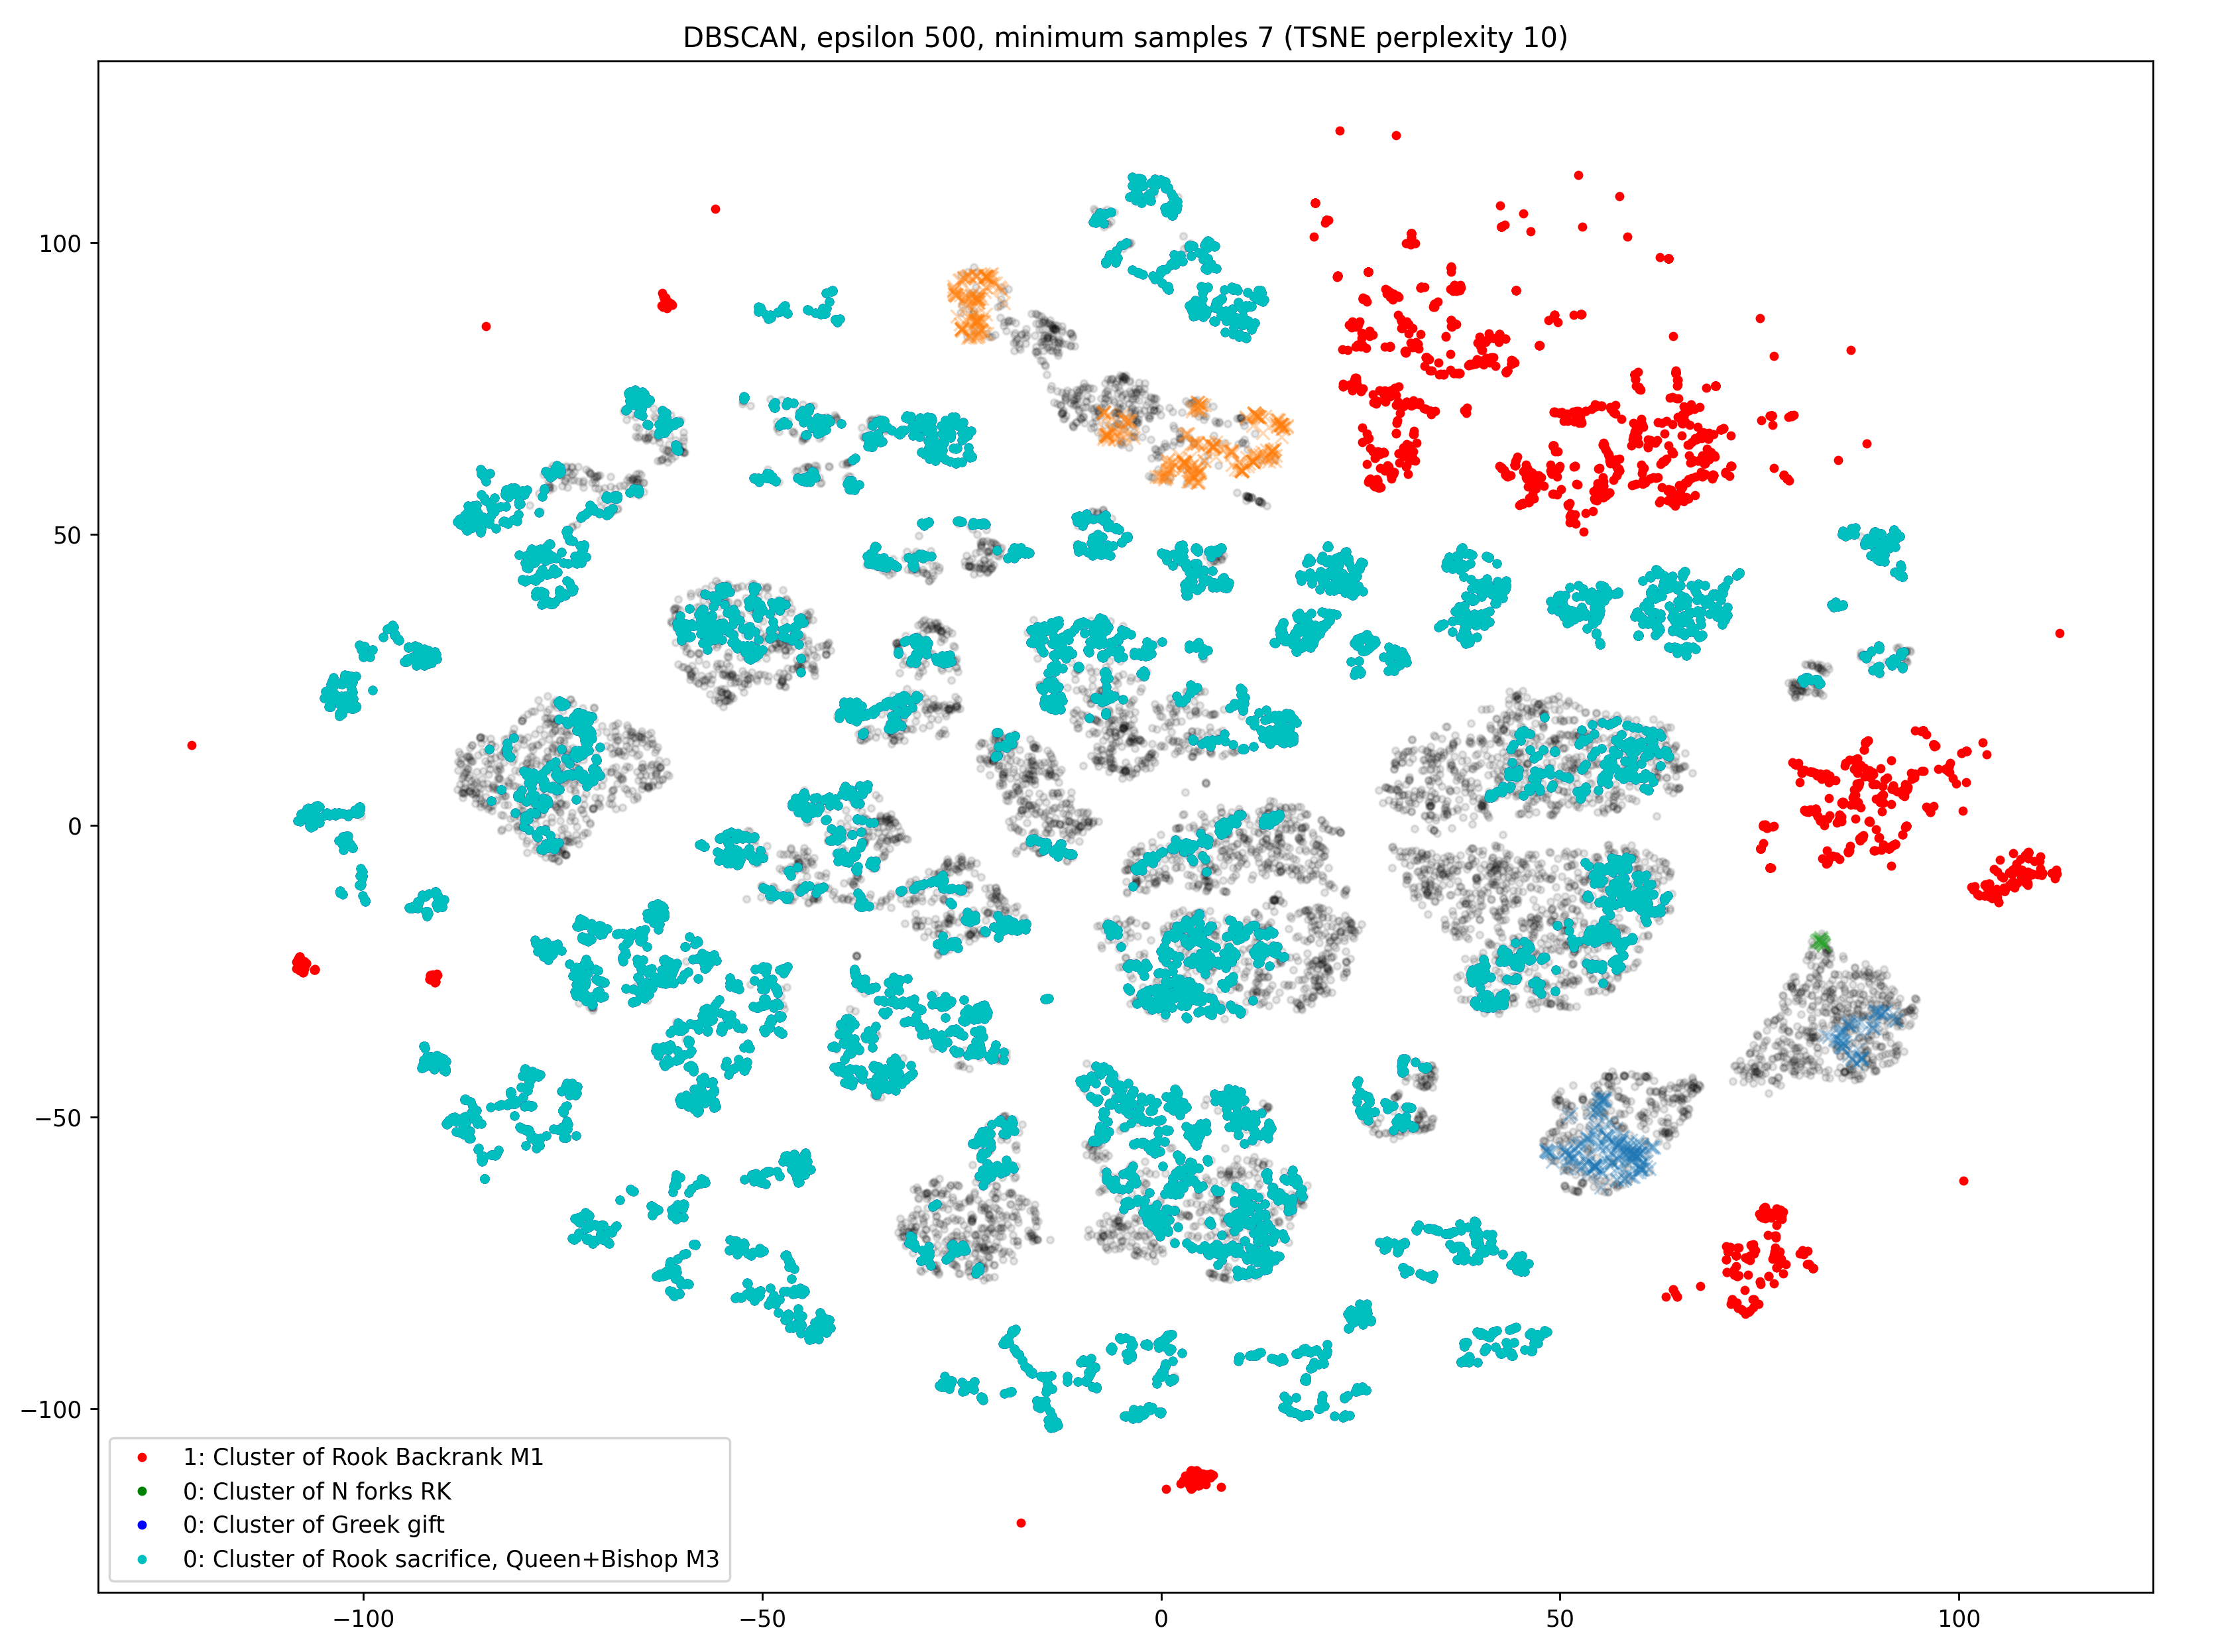 DBSCAN, epsilon 500, minimum samples 7 (TSNE perplexity 10)
100
50
0
−50
−100
1: Cluster of Rook Backrank M1
0: Cluster of N forks RK
0: Cluster of Greek gift
0: Cluster of Rook sacrifice, Queen+Bishop M3
−100
−50
0
50
100